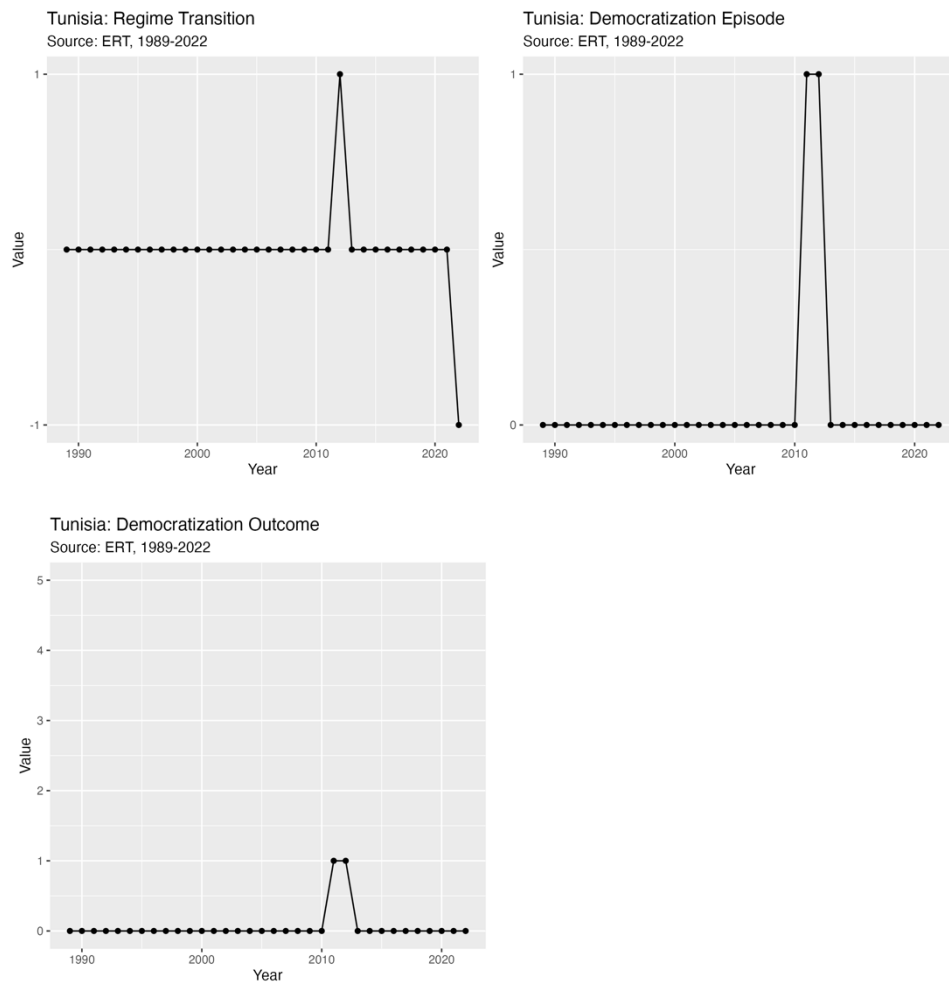 Tunisia: Regime Transition
Source: ERT, 1989-2022
1
-1
Value
1990
2000
2010
2020
Year
Tunisia: Democratization Episode
Source: ERT, 1989-2022
1
0
Value
1990
2000
2010
2020
Year
Tunisia: Democratization Outcome
Source: ERT, 1989-2022
5
4
3
2
1
0
Value
1990
2000
2010
2020
Year